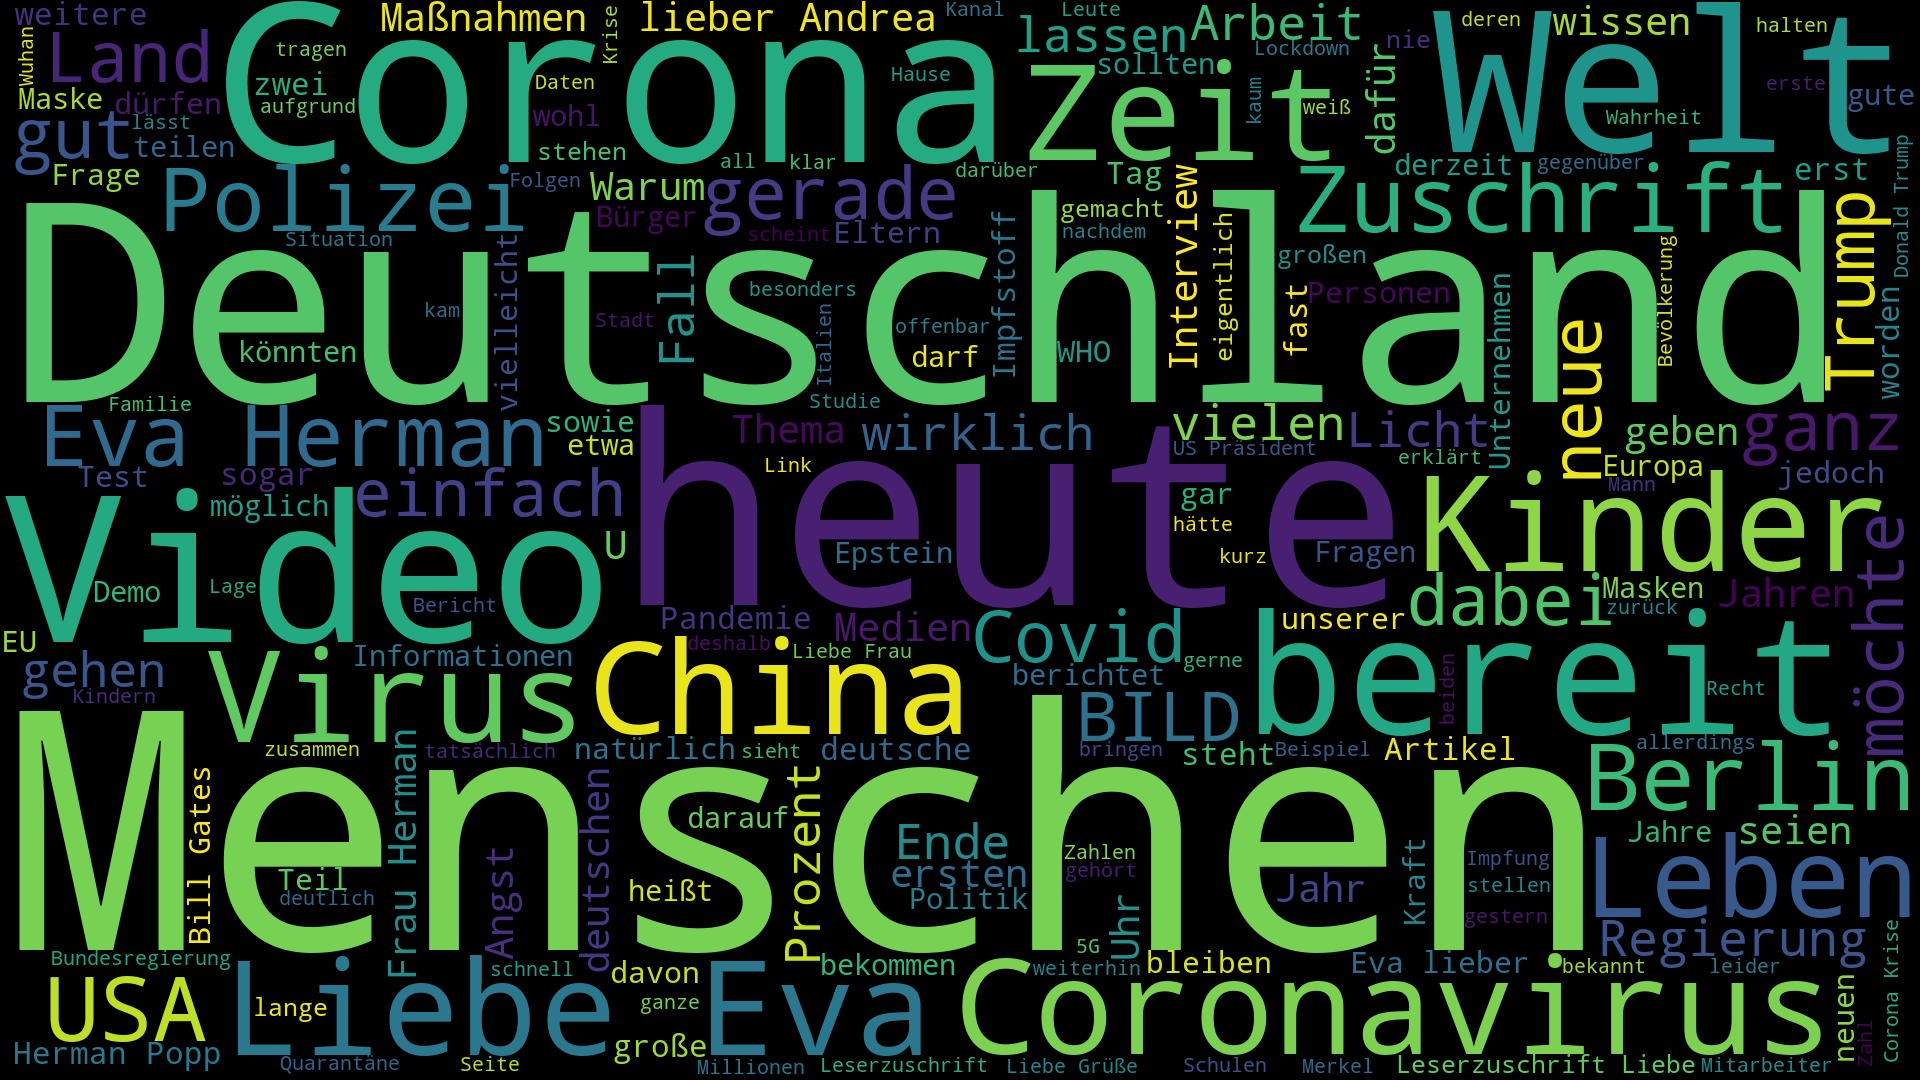 weitere
Maßnahmen
Krise
lieber Andrea
Kanal
Leute
Arbeit
deren
wissen
halten
Wuhan
Land
tragen
Corona
Daten
Hause
lassen
sollten
Lockdown
dafür
nie
Welt
erste
gute
Maske
dürfen
zwei
aufgrund
wohl
Zeit
kaum
weiß
Wahrheit
gut
lässt
teilen
stehen
all
klar
darüber
Tag
derzeit
gegenüber
erst
Donald Trump
Frage
Polizei
Folgen
Warum
gerade
gemacht
Interview
Zuschrift
Trump
Bürger
scheint
Eltern
Impfstoff
nachdem
eigentlich
großen
Bevölkerung
Situation
vielleicht
Deutschland
Fall
besonders
Personen
Unternehmen
worden
kam
Stadt
Italien
offenbar
fast
könnten
darf
WHO
neue
Familie
Studie
Eva Herman
sowie
etwa
Thema
wirklich
vielen
Licht
US Präsident
geben
ganz
Test
sogar
Link
erklärt
Europa
Mann
jedoch
Video
möglich
einfach
heute
gar
hätte
Kinder
möchte
U
Epstein
kurz
Fragen
Demo
Lage
Bericht
Pandemie
Medien
Covid
unserer
dabei
Masken
zurück
Jahren
EU
gehen
Informationen
deshalb
Liebe Frau
gerne
bereit
Kindern
Virus
China
berichtet
BILD
beiden
Recht
zusammen
tatsächlich
natürlich
sieht
deutsche
bringen
steht
Beispiel
Artikel
allerdings
Menschen
Berlin
Bill Gates
Frau Herman
deutschen
darauf
Prozent
Ende
Zahlen
Kraft
Jahre
seien
Teil
deutlich
Angst
heißt
ersten
gehört
Politik
Jahr
Impfung
stellen
gestern
Leben
Bundesregierung
schnell
davon
bekommen
5G
Uhr
weiterhin
bleiben
Eva lieber
bekannt
Regierung
leider
Corona Krise
USA
lange
Liebe
ganze
Eva
Coronavirus
neuen
Zahl
Herman Popp
Quarantäne
Seite
große
Millionen
Leserzuschrift
Liebe Grüße
Schulen
Merkel
Leserzuschrift Liebe
Mitarbeiter